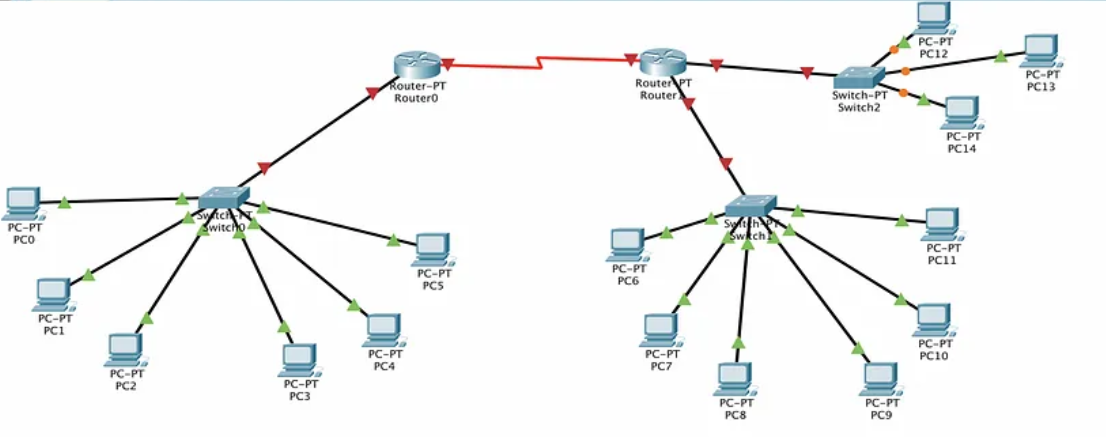 PC-PT
PC12
PC-PT
PC13
Router-PT
Router0
Router-PT
Router1
Switch-PT
Switch2
PC-PT
PC14
PC-PT
PC0
Switch-PT
Switch0
PC-PT
PC5
PC-PT
PC6
Switch-PT
Switch1
PC-PT
PC11
PC-PT
PC1
PC-PT
PC2
PC-PT
PC3
PC-PT
PC4
PC-PT
PC7
PC-PT
PC8
PC-PT
PC9
PC-PT
PC10